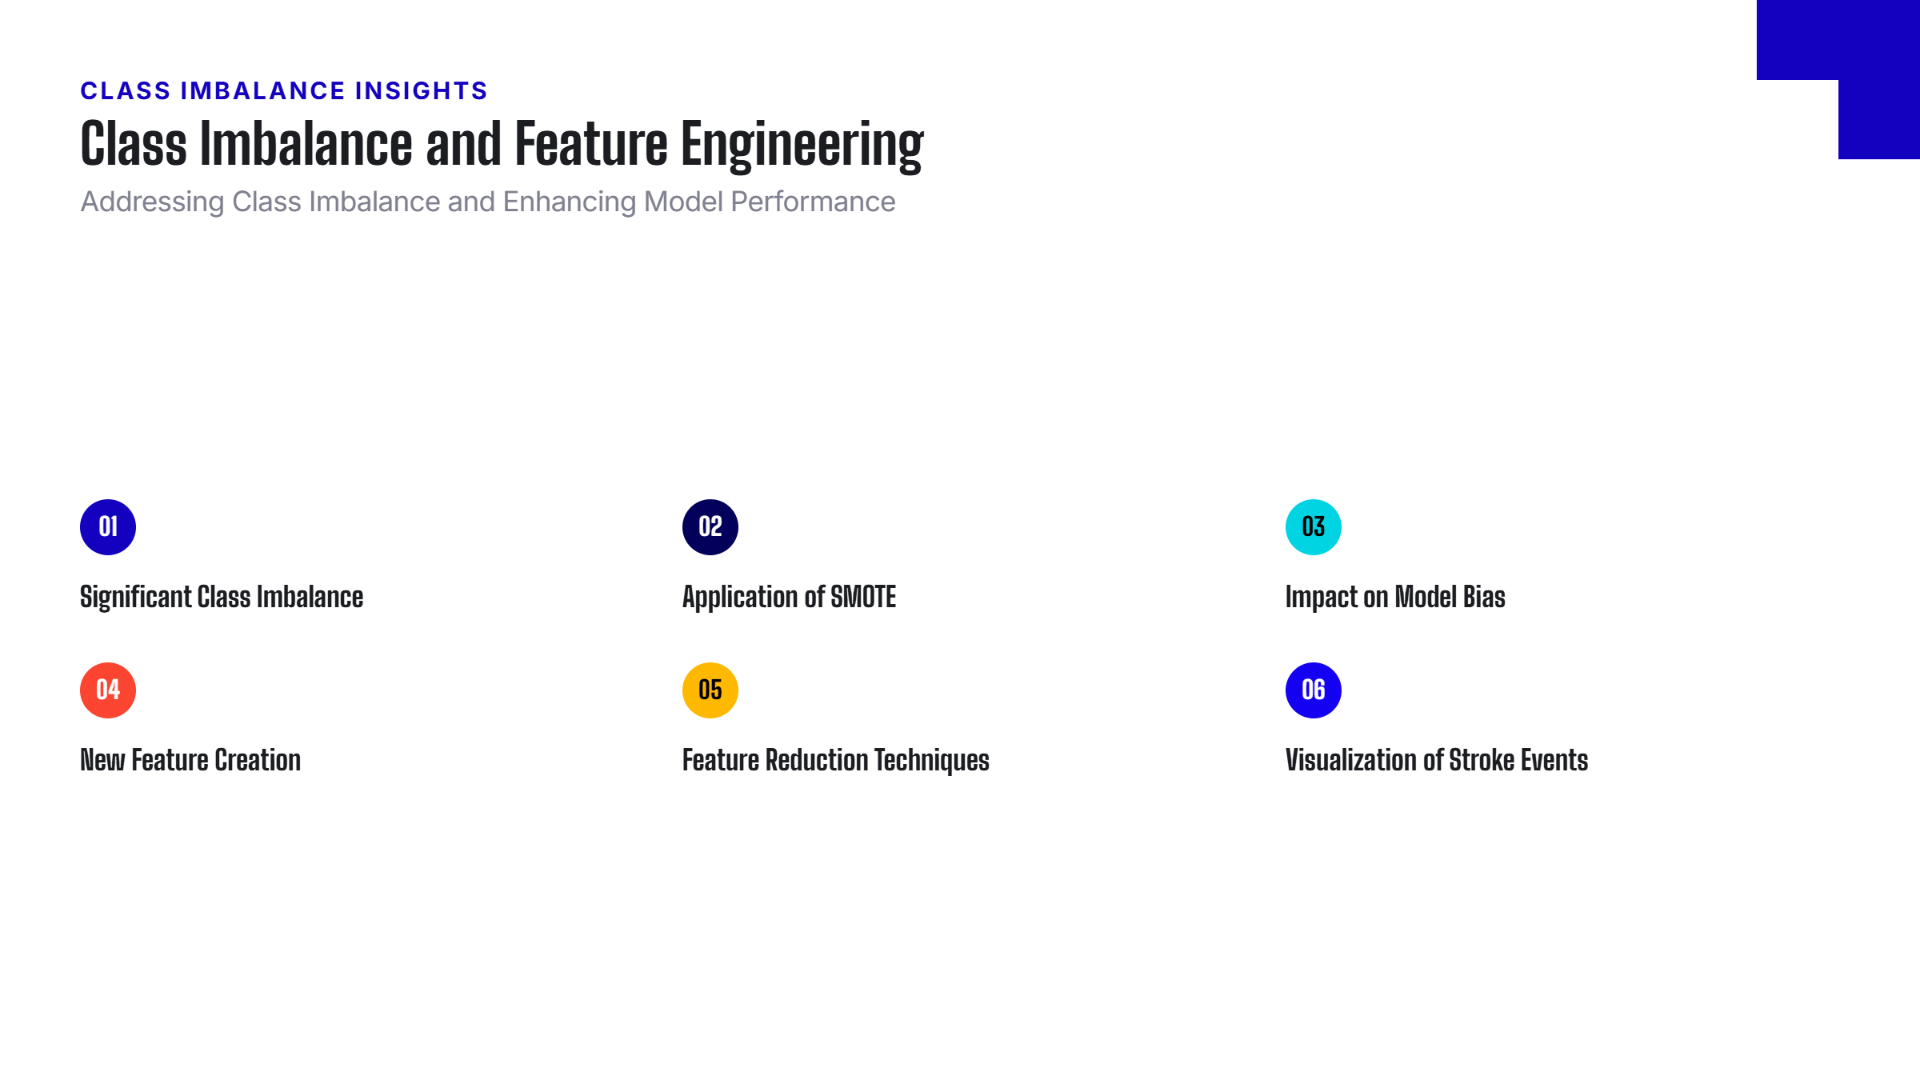 CLASS IMBALANCE INSIGHTS
Class Imbalance and Feature Engineering
Addressing Class Imbalance and Enhancing Model Performance
01
Significant Class Imbalance
02
Application of SMOTE
03
Impact on Model Bias
04
New Feature Creation
05
Feature Reduction Techniques
06
Visualization of Stroke Events